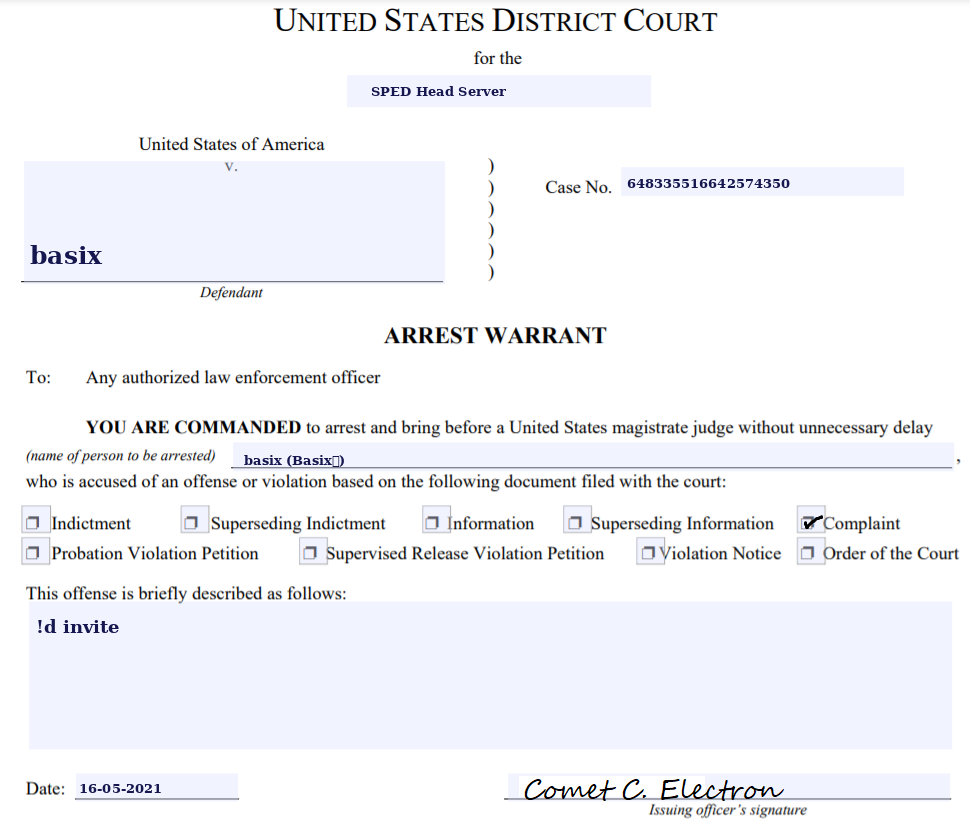 UNITED STATES DISTRICT COURT
for the
SPED Head Server
United States of America
v.
)
)
)
)
)
)
Case No. 648335516642574350
basix
Defendant
ARREST WARRANT
To: Any authorized law enforcement officer
YOU ARE COMMANDED to arrest and bring before a United States magistrate judge without unnecessary delay
(name of person to be arrested) basix (Basix▯) ,
who is accused of an offense or violation based on the following document filed with the court:
❐ Indictment ❐ Superseding Indictment ❐ Information ❐ Superseding Information ✔ Complaint
❐ Probation Violation Petition ❐ Supervised Release Violation Petition ❐ Violation Notice ❐ Order of the Court
This offense is briefly described as follows:
!d invite
Date: 16-05-2021
Comet C. Electron
Issuing officer's signature